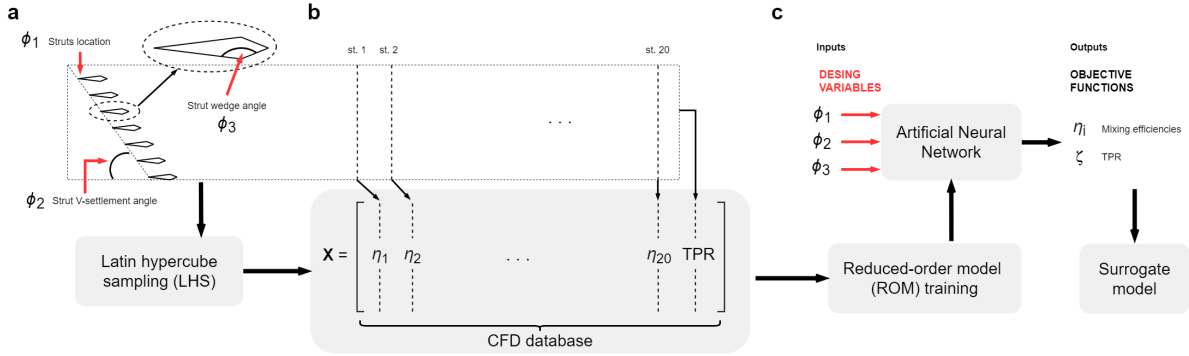 a
ϕ1
Struts location
Strut wedge angle
ϕ3
ϕ2
Strut V-settlement angle
Latin hypercube
sampling (LHS)
b
st. 1
st. 2
st. 20
. . .
X =
η1
η2
. . .
η20
TPR
CFD database
c
Inputs
DESING
VARIABLES
ϕ1
ϕ2
ϕ3
Artificial Neural
Network
Outputs
OBJECTIVE
FUNCTIONS
ηi
Mixing efficiencies
ζ
TPR
Reduced-order model
(ROM) training
Surrogate
model